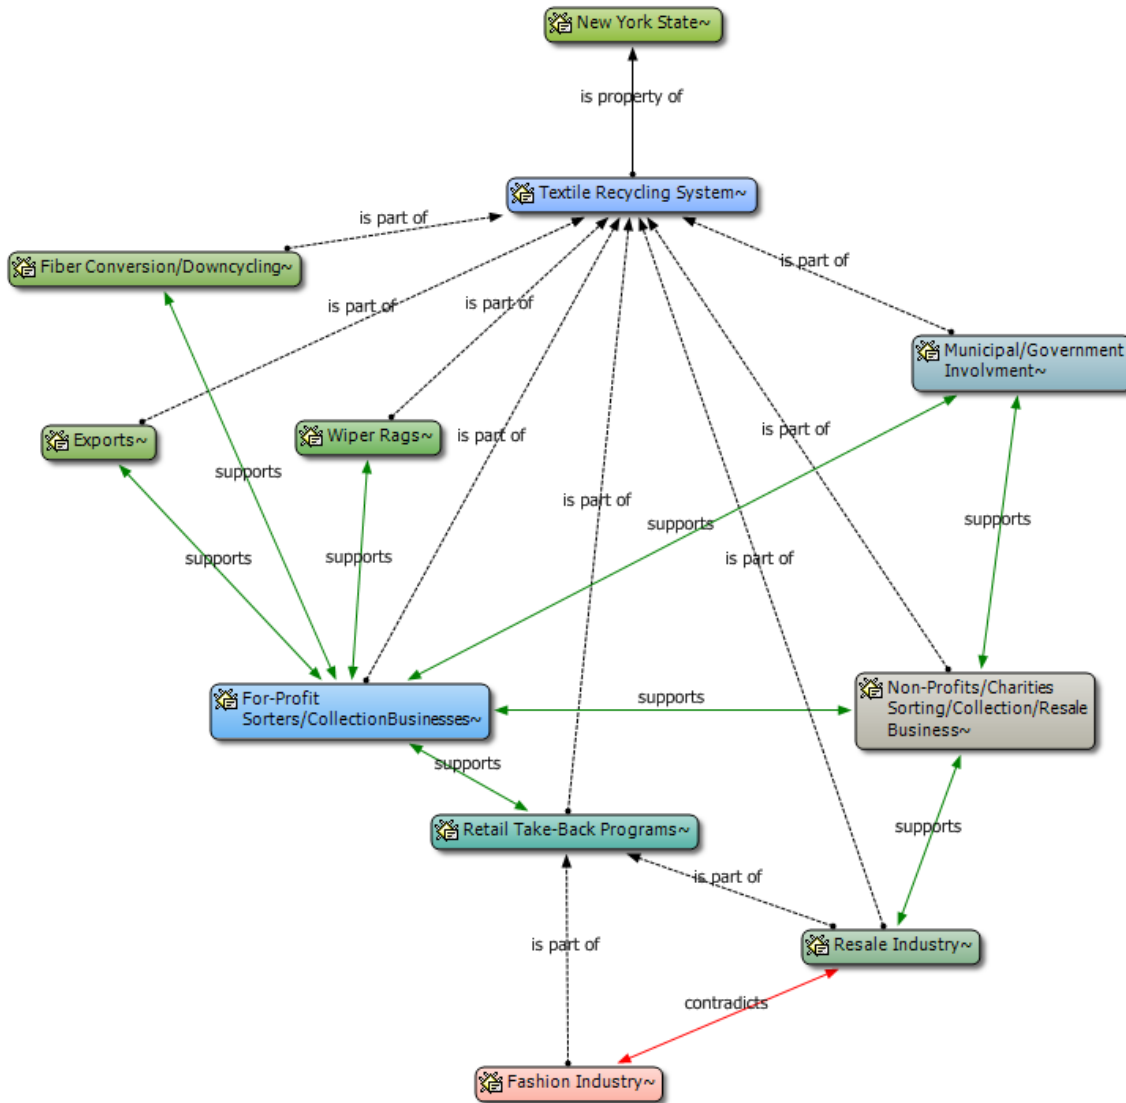 New York State~
is property of
Textile Recycling System~
is part of
Fiber Conversion/Downcycling~
is part of
is part of
is part of
Municipal/Government
Involvment~
Exports~
Wiper Rags~
is part of
is part of
supports
is part of
supports
supports
supports
supports
is part of
For-Profit
Sorters/CollectionBusinesses~
supports
Non-Profits/Charities
Sorting/Collection/Resale
Business~
supports
Retail Take-Back Programs~
supports
is part of
is part of
Resale Industry~
contradicts
Fashion Industry~